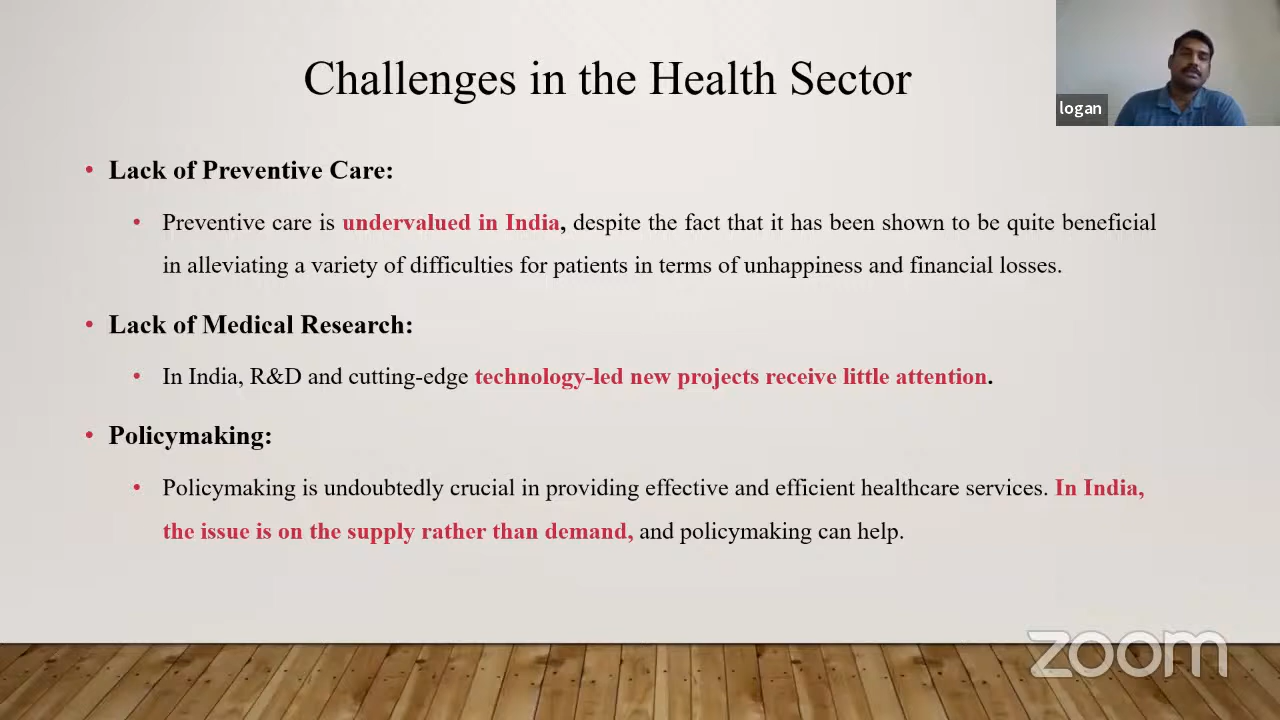 Challenges in the Health Sector
logan
• Lack of Preventive Care:
• Preventive care is undervalued in India, despite the fact that it has been shown to be quite beneficial
in alleviating a variety of difficulties for patients in terms of unhappiness and financial losses.
• Lack of Medical Research:
• In India, R&D and cutting-edge technology-led new projects receive little attention.
• Policymaking:
• Policymaking is undoubtedly crucial in providing effective and efficient healthcare services. In India,
the issue is on the supply rather than demand, and policymaking can help.
zoom